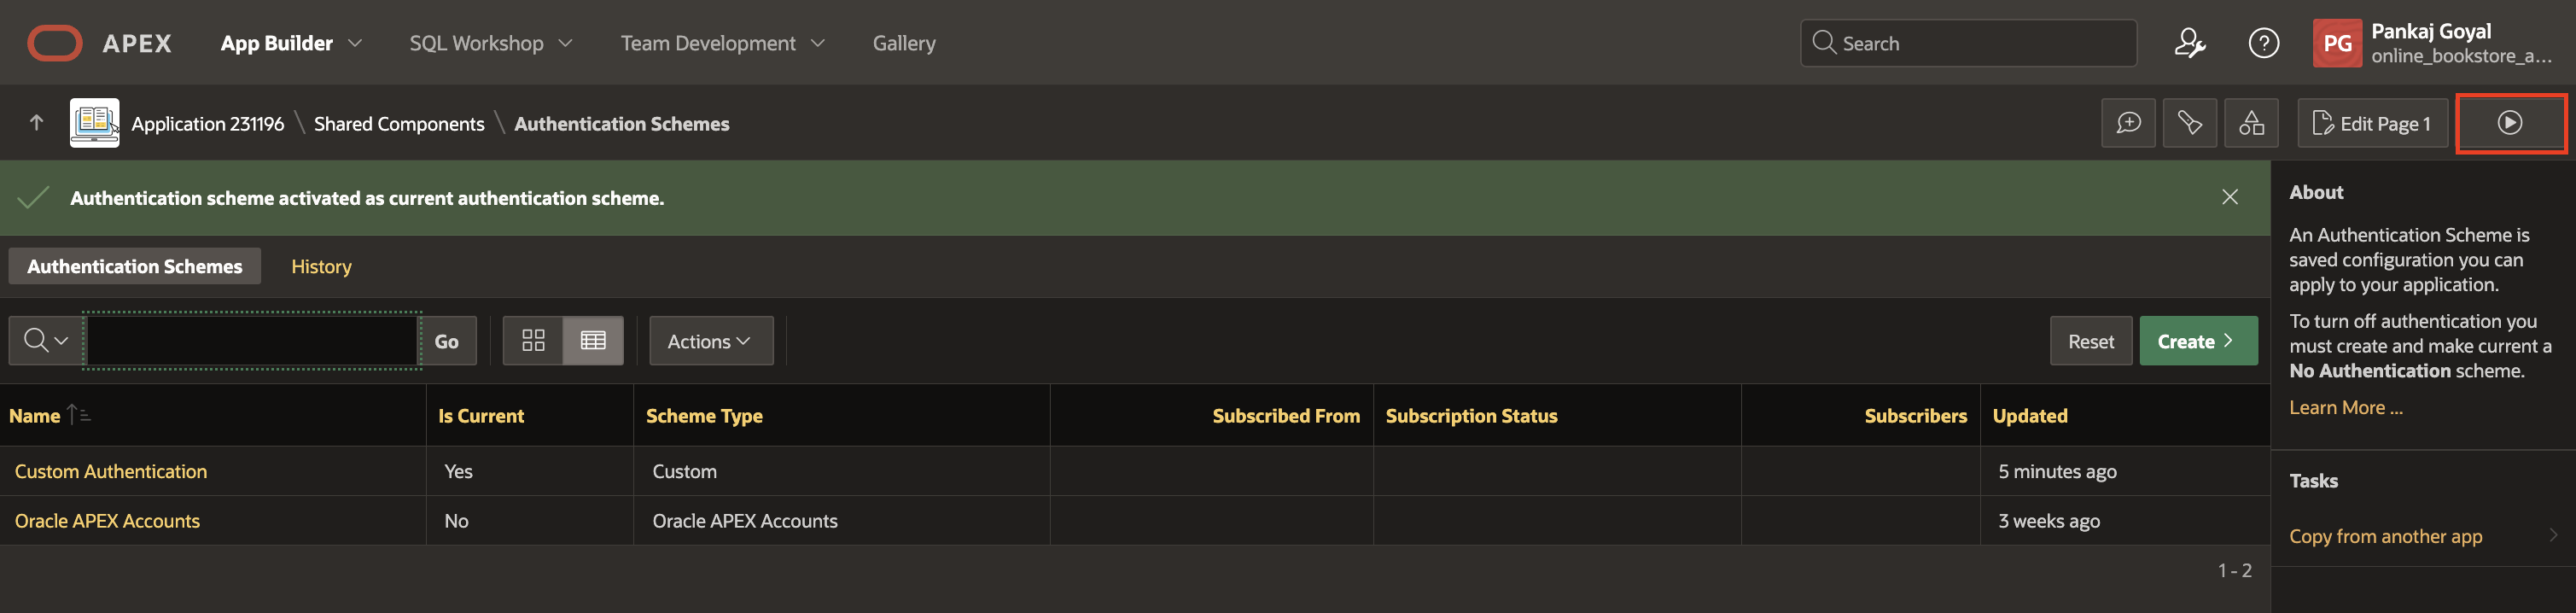 APEX App Builder SQL Workshop Team Development Gallery Search PG Pankaj Goyal
online_bookstore_a...
Application 231196 \ Shared Components \ Authentication Schemes Edit Page 1
Authentication scheme activated as current authentication scheme.
Authentication Schemes History
Go Actions Reset Create
Name Is Current Scheme Type Subscribed From Subscription Status Subscribers Updated
Custom Authentication Yes Custom 5 minutes ago
Oracle APEX Accounts No Oracle APEX Accounts 3 weeks ago
1 - 2
About
An Authentication Scheme is
saved configuration you can
apply to your application.
To turn off authentication you
must create and make current a
No Authentication scheme.
Learn More ...
Tasks
Copy from another app